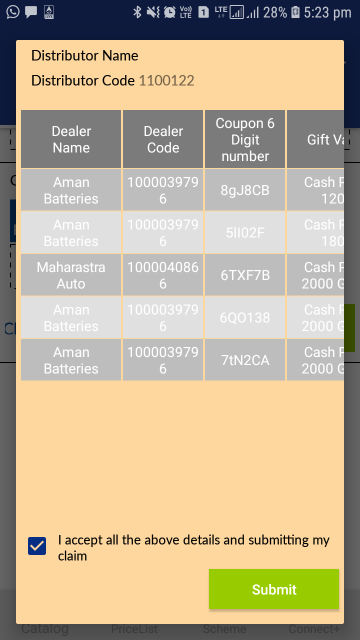 LTE 28% 5:23 pm
Distributor Name
Distributor Code 1100122
Dealer Name Dealer Code Coupon 6 Digit number Gift Va
Aman Batteries 1000039796 8gJ8CB Cash F 120
Aman Batteries 1000039796 5lI02F Cash F 180
Maharastra Auto 1000040866 6TXF7B Cash F 2000 G
Aman Batteries 1000039796 6QO138 Cash F 2000 G
Aman Batteries 1000039796 7tN2CA Cash F 2000 G
I accept all the above details and submitting my
claim
Submit
Catalog PriceList Scheme Connect+